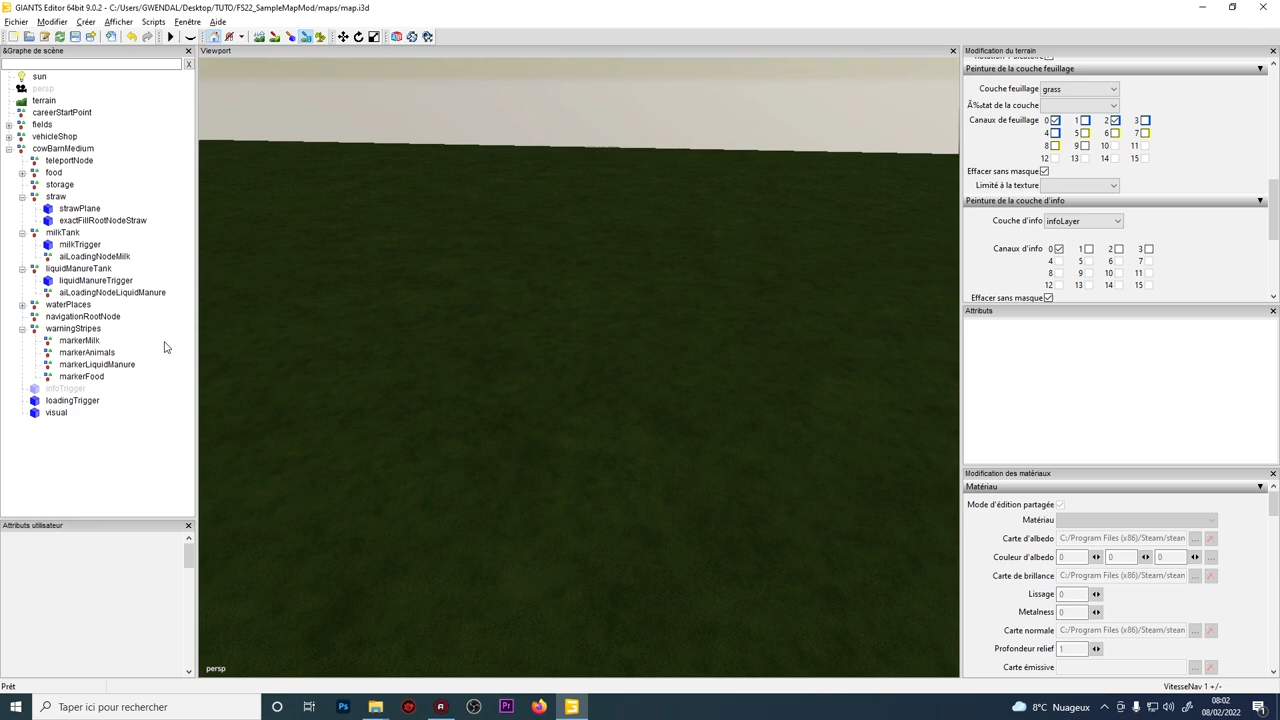 GIANTS Editor 64bit 9.0.2 - C:/Users/GWENDAL/Desktop/TUTO/FS22_SampleMapMod/maps/map.i3d
Fichier Modifier Créer Afficher Scripts Fenêtre Aide
&Graphe de scène
X
sun
persp
terrain
careerStartPoint
fields
vehicleShop
cowBarnMedium
teleportNode
food
storage
straw
strawPlane
exactFillRootNodeStraw
milkTank
milkTrigger
aiLoadingNodeMilk
liquidManureTank
liquidManureTrigger
aiLoadingNodeLiquidManure
waterPlaces
navigationRootNode
warningStripes
markerMilk
markerAnimals
markerLiquidManure
markerFood
infoTrigger
loadingTrigger
visual
Attributs utilisateur
Viewport
persp
Modification du terrain
Peinture de la couche feuillage
Couche feuillage grass
Ã‰tat de la couche
Canaux de feuillage 0 1 2 3
4 5 6 7
8 9 10 11
12 13 14 15
Effacer sans masque
Limité à la texture
Peinture de la couche d'info
Couche d'info infoLayer
Canaux d'info 0 1 2 3
4 5 6 7
8 9 10 11
12 13 14 15
Effacer sans masque
Attributs
Modification des matériaux
Matériau
Mode d'édition partagée
Matériau
Carte d'albedo C:/Program Files (x86)/Steam/stean ...
Couleur d'albedo 0 0 0 ...
Carte de brillance C:/Program Files (x86)/Steam/stean ...
Lissage 0
Metalness 0
Carte normale C:/Program Files (x86)/Steam/stean ...
Profondeur relief 1
Carte émissive ...
Prêt
VitesseNav 1 +/-
Taper ici pour rechercher
Ps
Pr
8°C Nuageux
08:02
08/02/2022